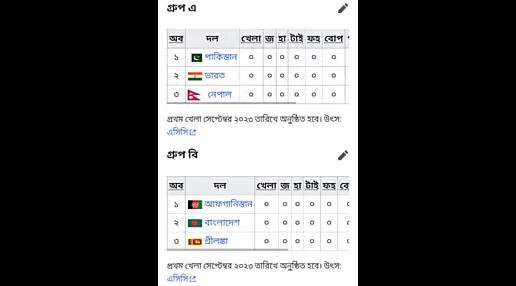 গ্রুপ এ
অব দল খেলা জ হা টাই ফহ বোপ
১ পাকিস্তান ০ ০ ০ ০ ০ ০
২ ভারত ০ ০ ০ ০ ০ ০
৩ নেপাল ০ ০ ০ ০ ০ ০
প্রথম খেলা সেপ্টেম্বর ২০২৩ তারিখে অনুষ্ঠিত হবে। উৎস:
এসিসি
গ্রুপ বি
অব দল খেলা জ হা টাই ফহ
১ আফগানিস্তান ০ ০ ০ ০ ০
২ বাংলাদেশ ০ ০ ০ ০ ০
৩ শ্রীলঙ্কা ০ ০ ০ ০ ০
প্রথম খেলা সেপ্টেম্বর ২০২৩ তারিখে অনুষ্ঠিত হবে। উৎস:
এসিসি